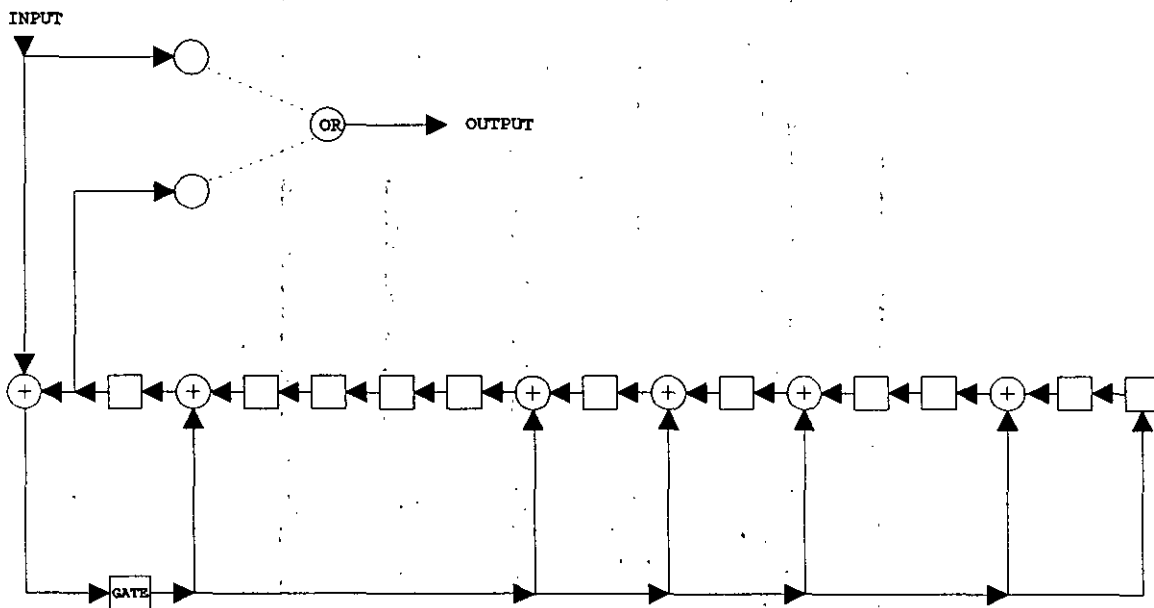 INPUT
OR
OUTPUT
+ + + + + +
GATE